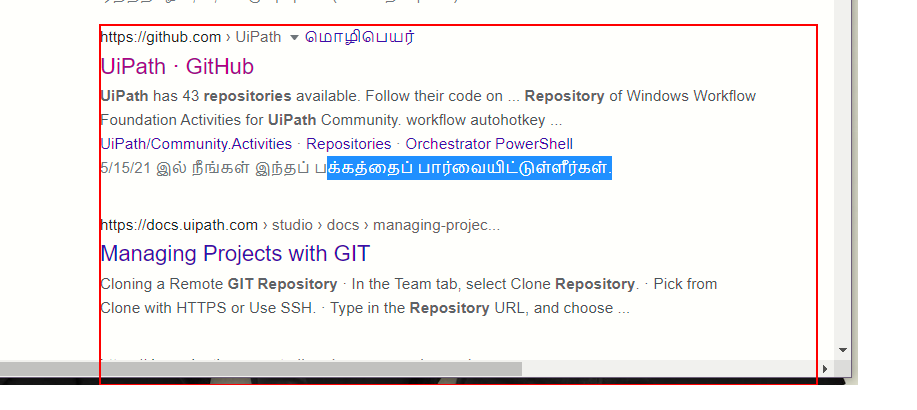 https://github.com › UiPath ▼ மொழிபெயர்
UiPath · GitHub
UiPath has 43 repositories available. Follow their code on ... Repository of Windows Workflow
Foundation Activities for UiPath Community. workflow autohotkey ...
UiPath/Community.Activities · Repositories · Orchestrator PowerShell
5/15/21 இல் நீங்கள் இந்தப் பக்கத்தைப் பார்வையிட்டுள்ளீர்கள்.
https://docs.uipath.com › studio › docs › managing-projec...
Managing Projects with GIT
Cloning a Remote GIT Repository · In the Team tab, select Clone Repository. · Pick from
Clone with HTTPS or Use SSH. · Type in the Repository URL, and choose ...